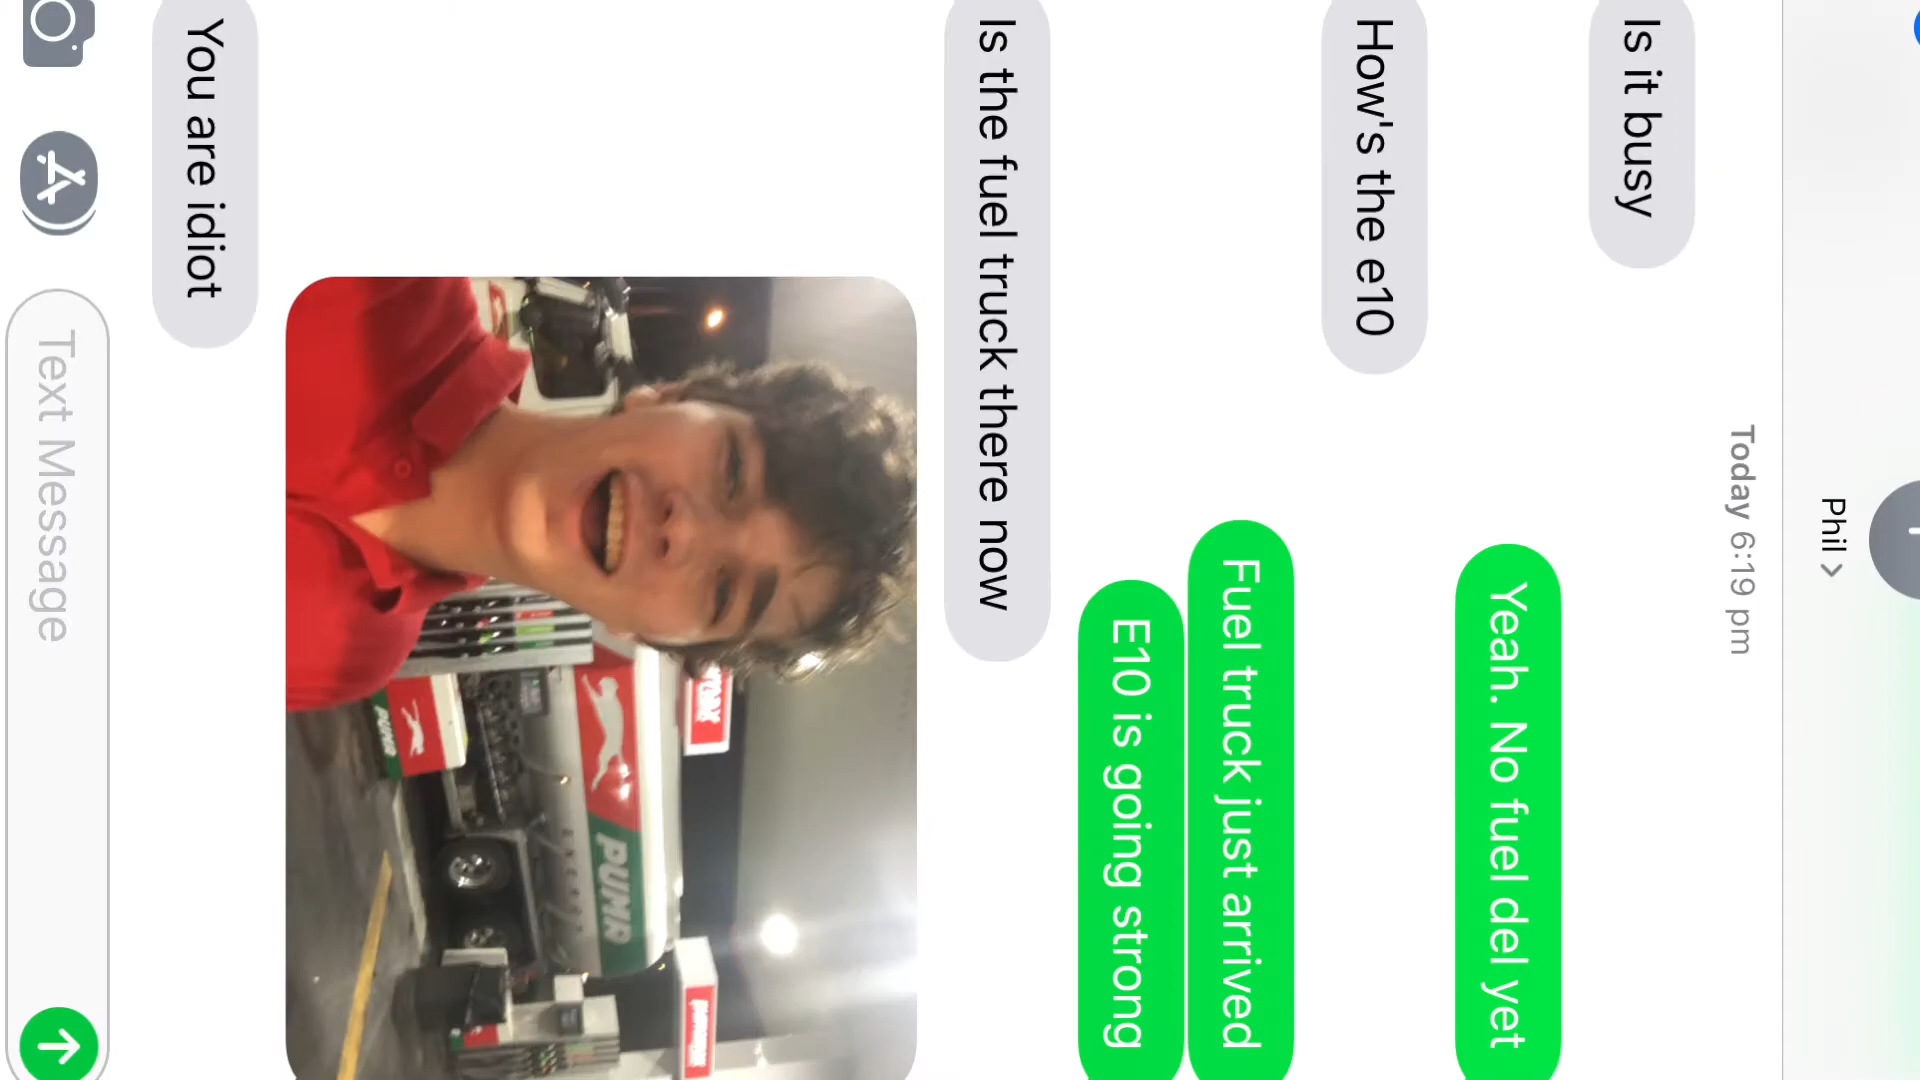 Phil >
Today 6:19 pm
Is it busy
Yeah. No fuel del yet
How's the e10
Fuel truck just arrived
E10 is going strong
Is the fuel truck there now
PUMA
ENERGY
PUMA
You are idiot
Text Message